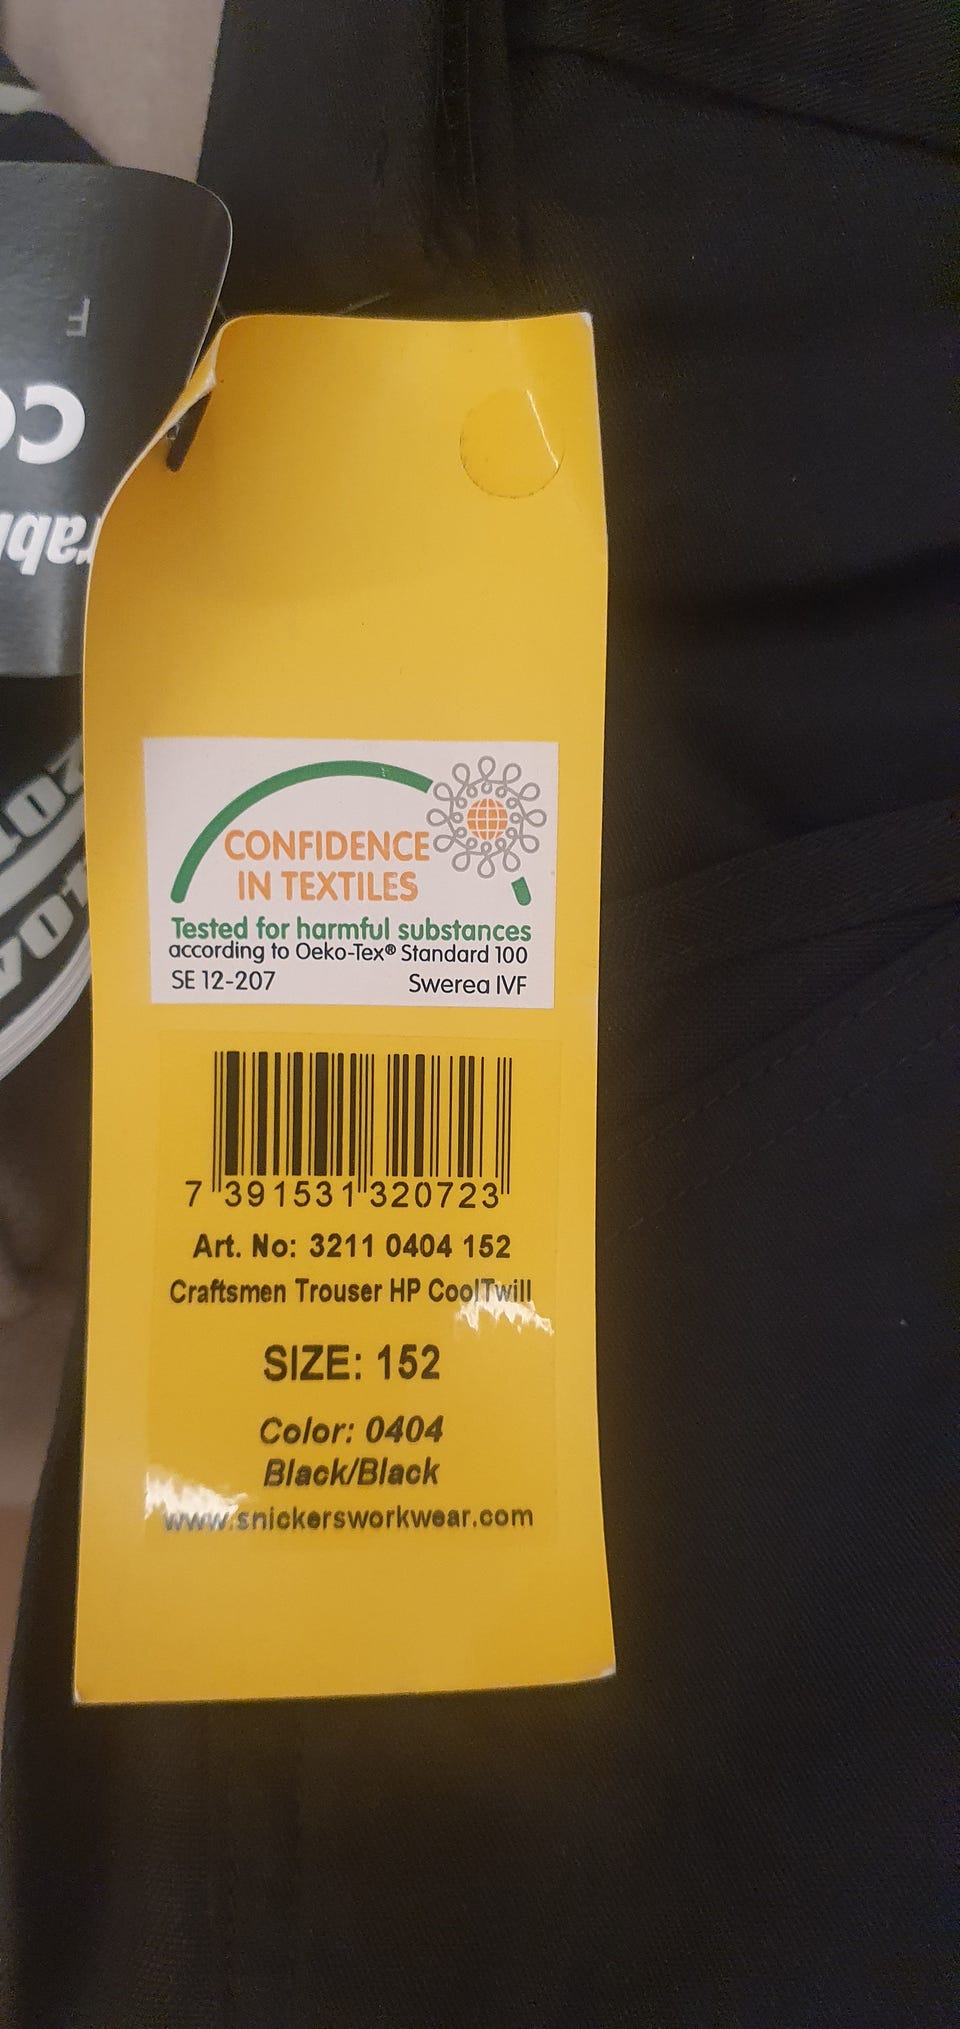 CONFIDENCE
IN TEXTILES
Tested for harmful substances
according to Oeko-Tex® Standard 100
SE 12-207 Swerea IVF
7 391531 320723
Art. No: 3211 0404 152
Craftsmen Trouser HP CoolTwill
SIZE: 152
Color: 0404
Black/Black
www.snickersworkwear.com